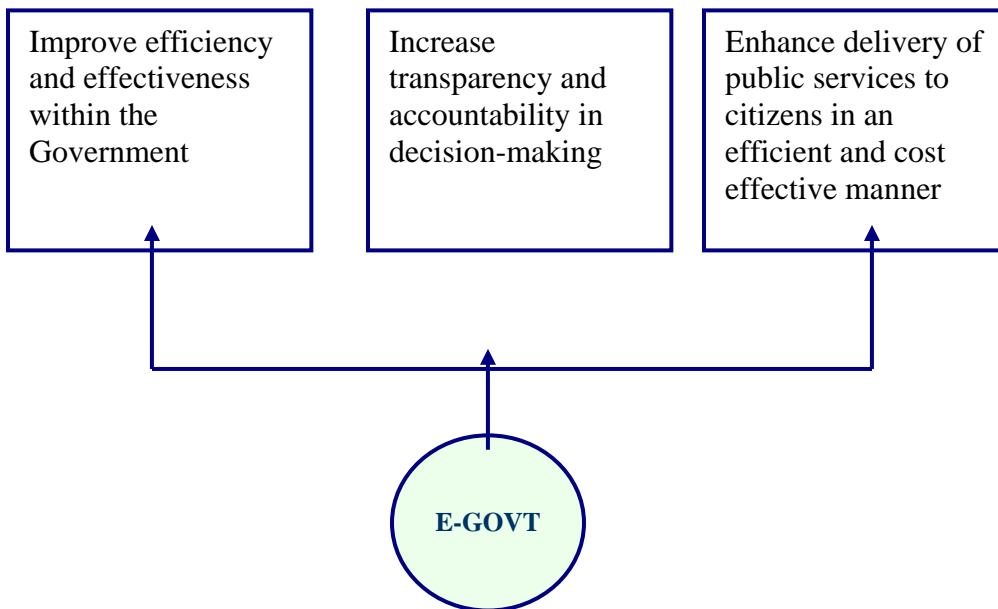 Improve efficiency
and effectiveness
within the
Government
Increase
transparency and
accountability in
decision-making
Enhance delivery of
public services to
citizens in an
efficient and cost
effective manner
E-GOVT